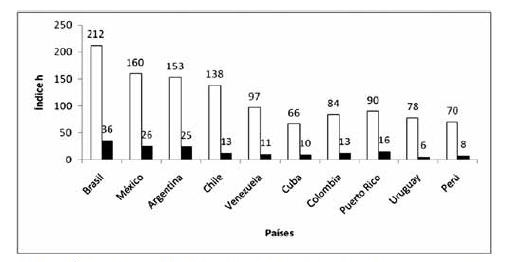 250
200
150
100
50
0
Índice h
212
36
160
26
153
25
138
13
97
11
66
10
84
13
90
16
78
6
70
8
Brasil
México
Argentina
Chile
Venezuela
Cuba
Colombia
Puerto Rico
Uruguay
Perú
Países